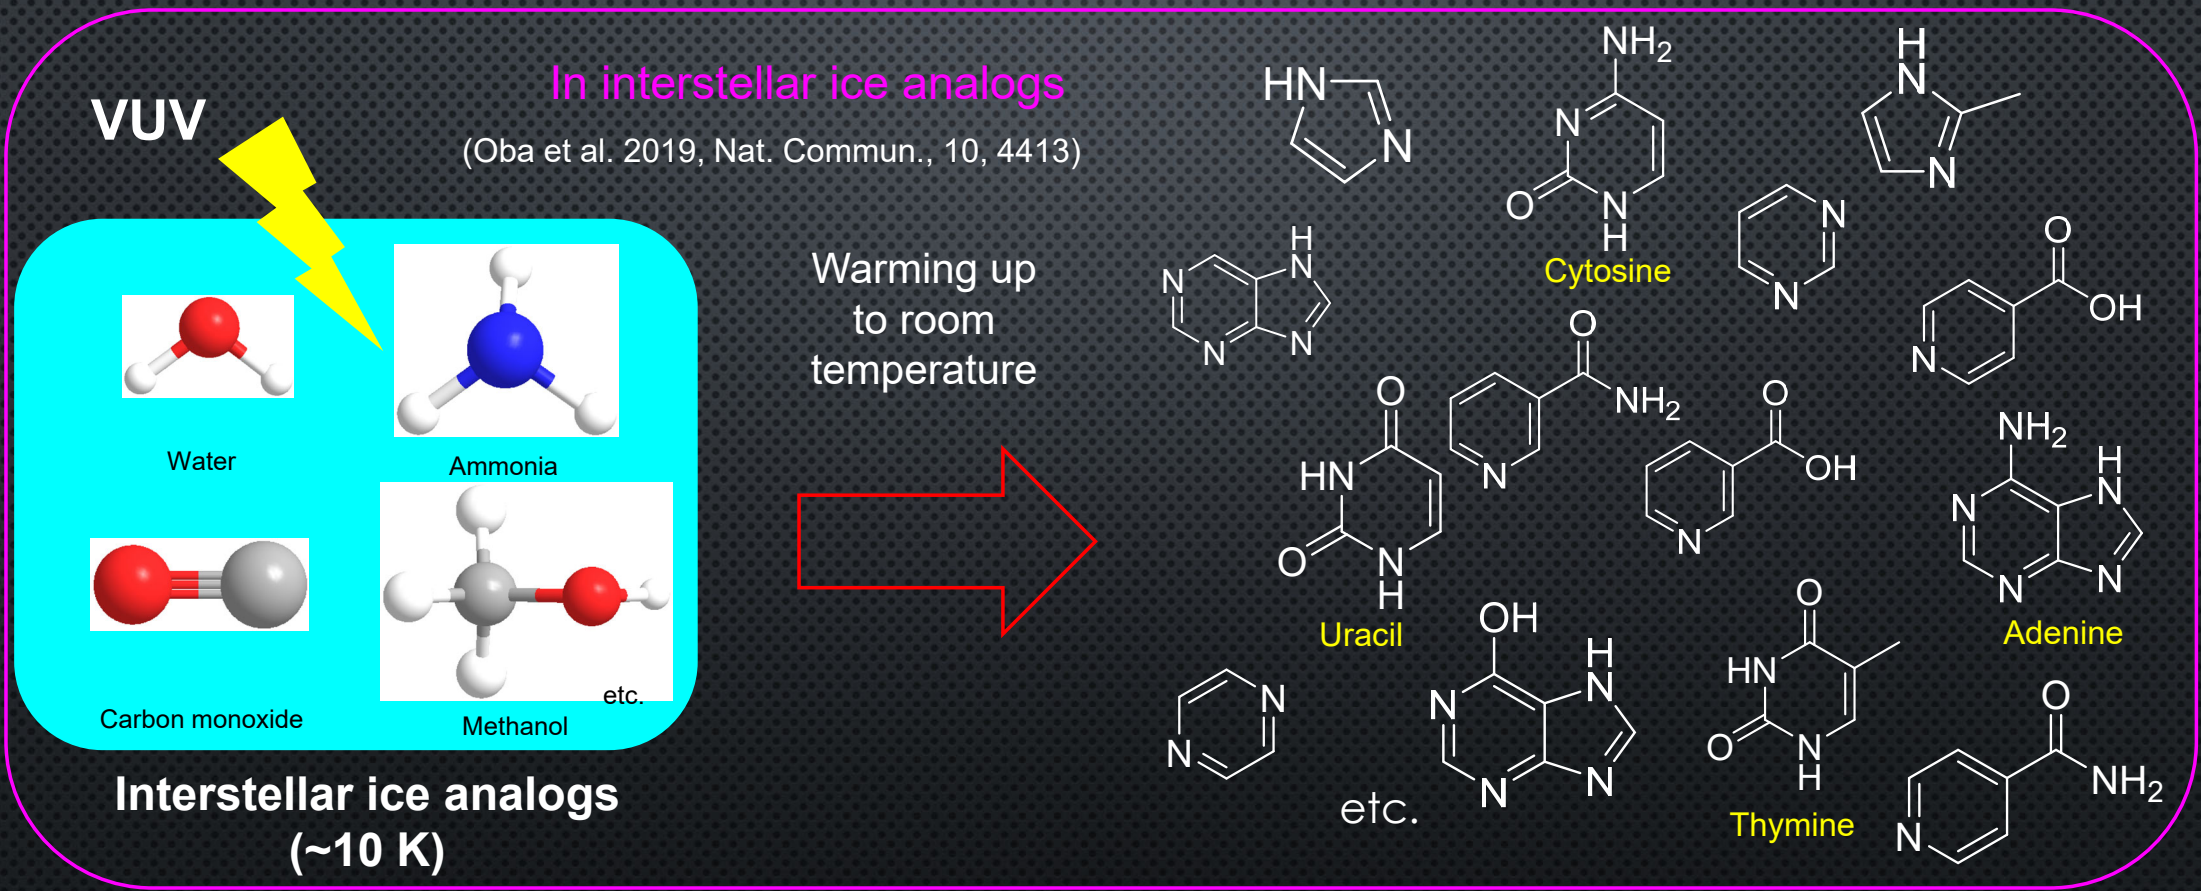 VUV
In interstellar ice analogs
(Oba et al. 2019, Nat. Commun., 10, 4413)
Water
Ammonia
Carbon monoxide
Methanol
etc.
Interstellar ice analogs
(~10 K)
Warming up
to room
temperature
HN
N
NH2
N
O
N
H
Cytosine
H
N
N
N
N
H
N
N
N
N
O
OH
N
O
NH2
N
O
HN
O
N
H
Uracil
O
OH
N
NH2
H
N
N
N
N
Adenine
N
N
OH
H
N
N
N
N
etc.
O
HN
O
N
H
Thymine
O
NH2
N